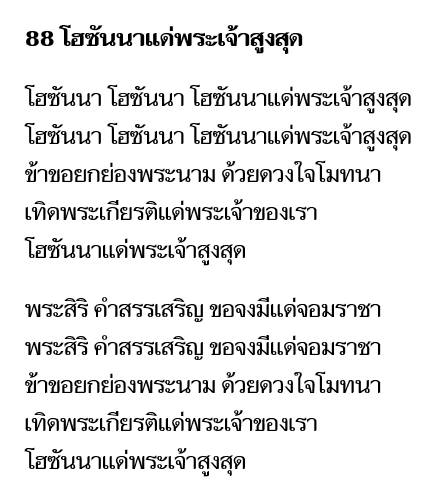 88 โฮซันนาแด่พระเจ้าสูงสุด
โฮซันนา โฮซันนา โฮซันนาแด่พระเจ้าสูงสุด
โฮซันนา โฮซันนา โฮซันนาแด่พระเจ้าสูงสุด
ข้าขอยกย่องพระนาม ด้วยดวงใจโมทนา
เทิดพระเกียรติแด่พระเจ้าของเรา
โฮซันนาแด่พระเจ้าสูงสุด
พระสิริ คำสรรเสริญ ขอจงมีแด่จอมราชา
พระสิริ คำสรรเสริญ ขอจงมีแด่จอมราชา
ข้าขอยกย่องพระนาม ด้วยดวงใจโมทนา
เทิดพระเกียรติแด่พระเจ้าของเรา
โฮซันนาแด่พระเจ้าสูงสุด